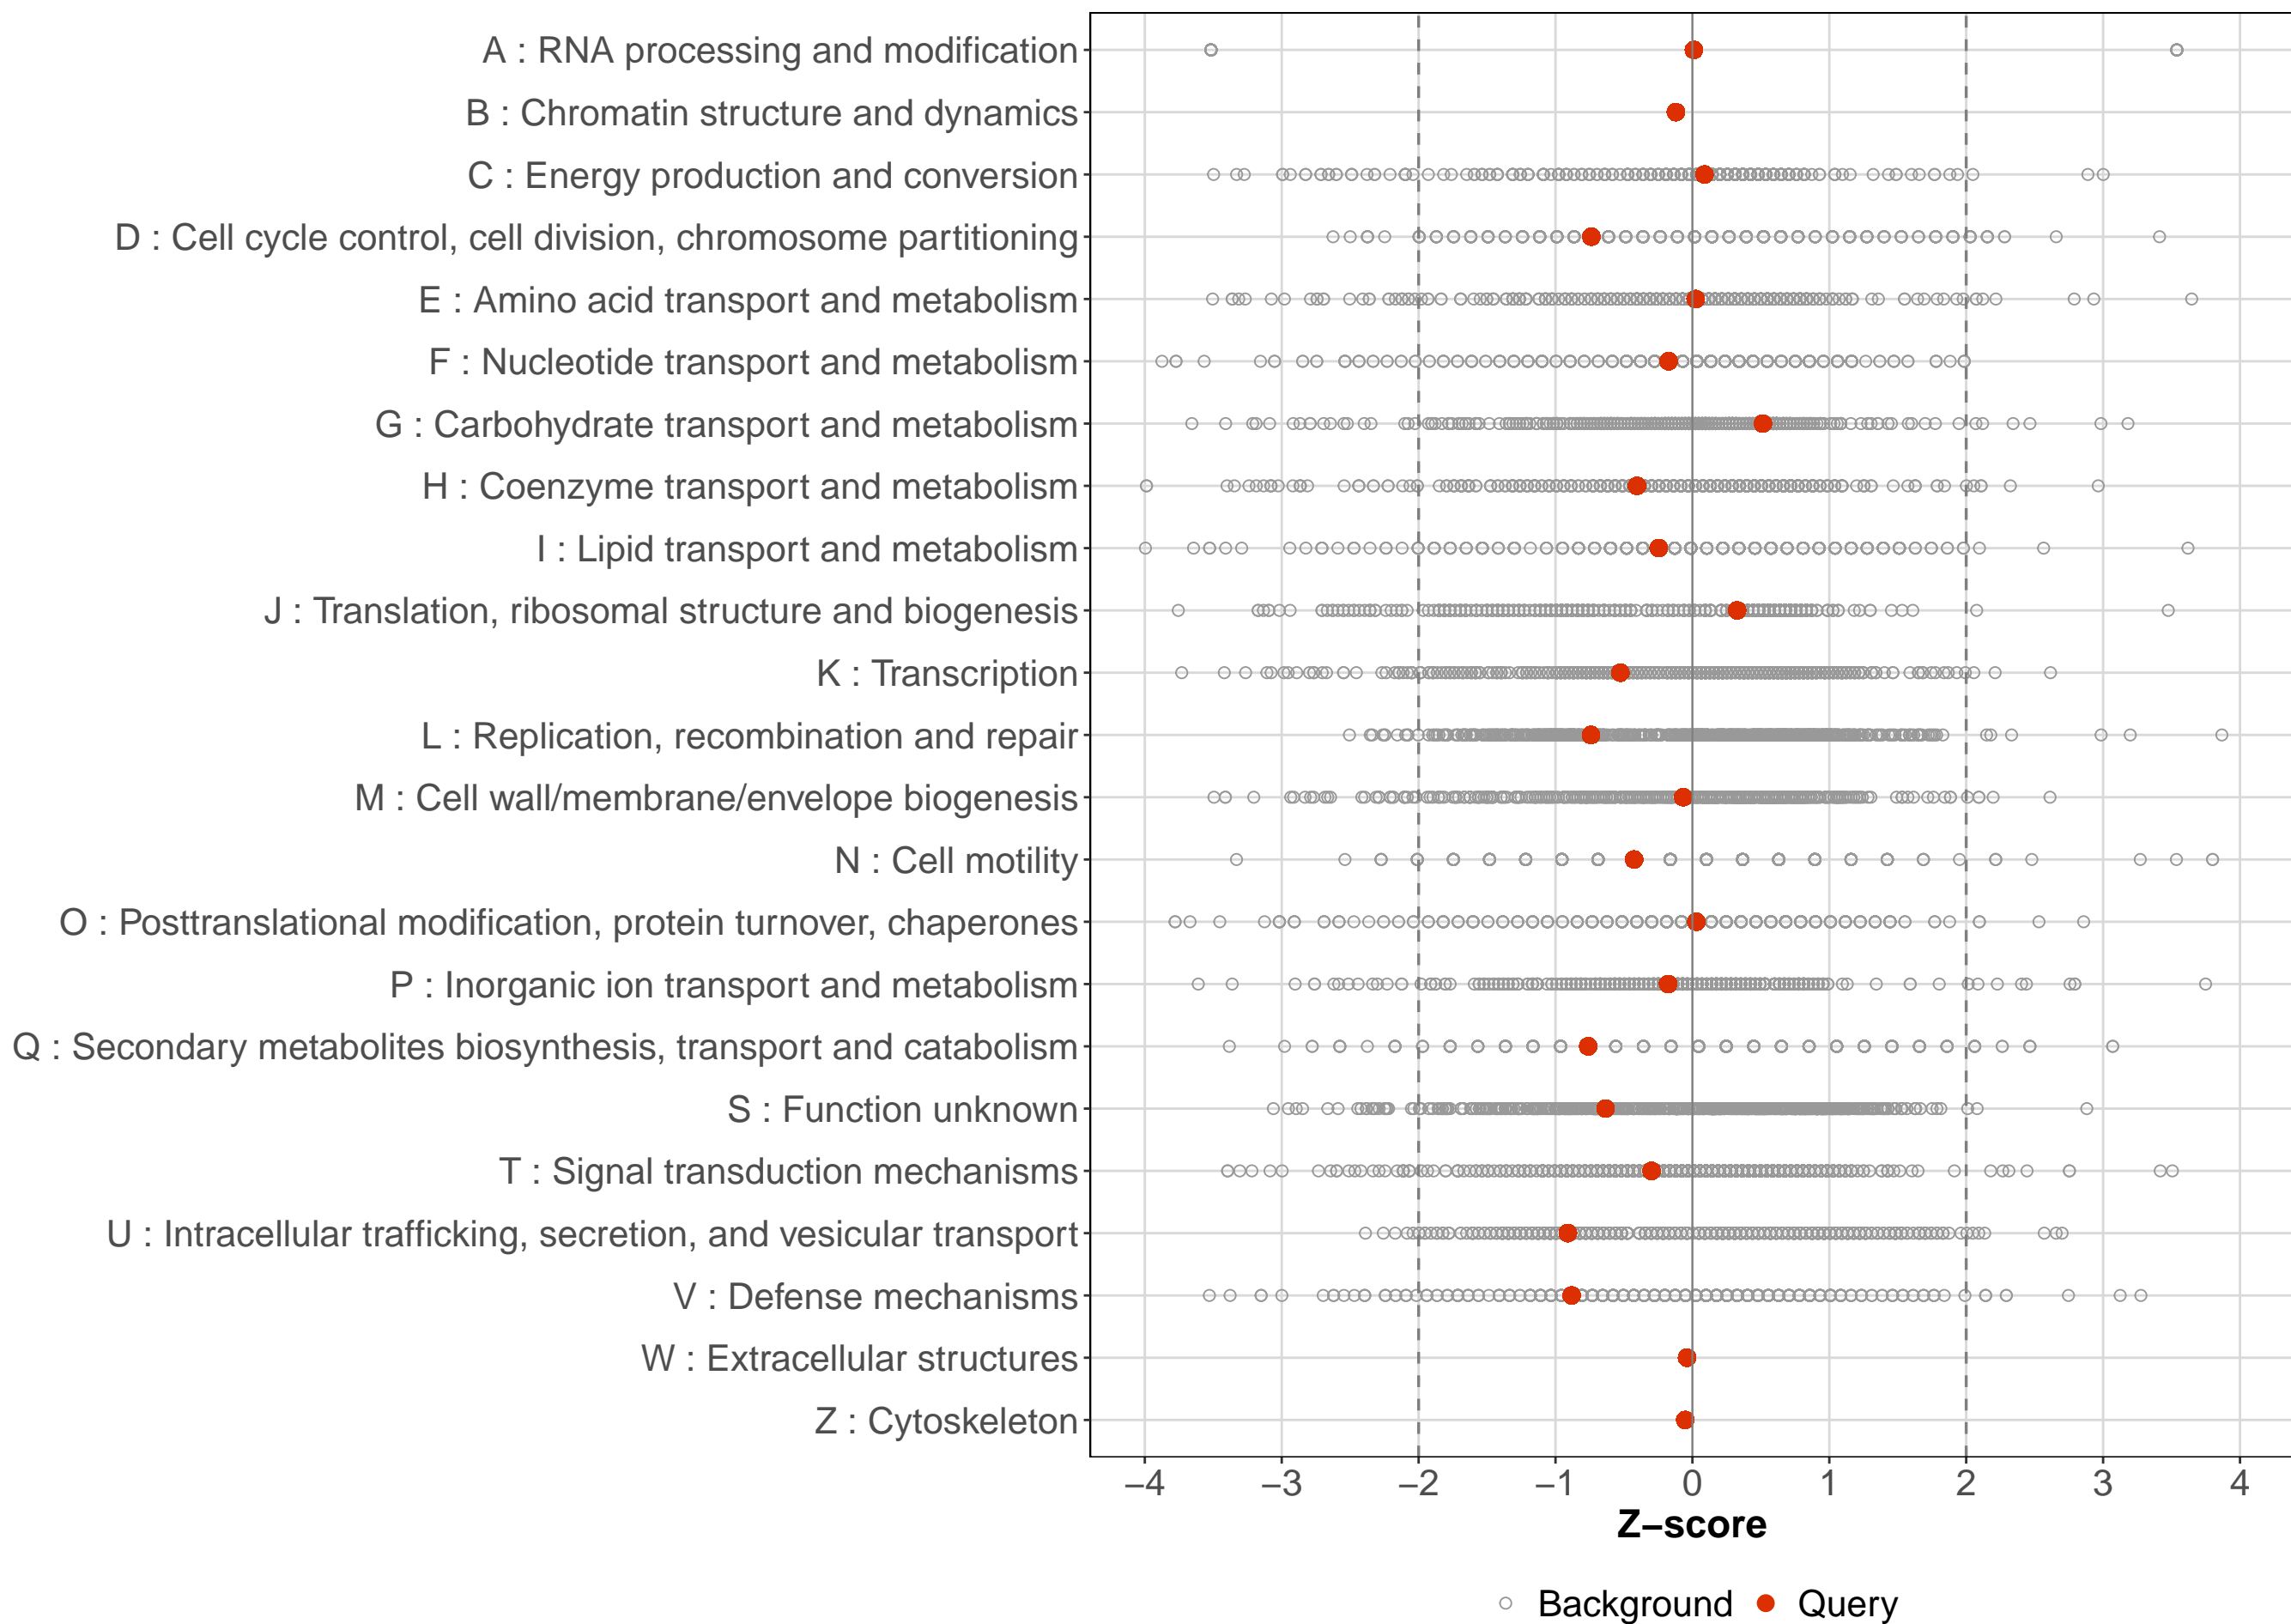 A : RNA processing and modification
B : Chromatin structure and dynamics
C : Energy production and conversion
D : Cell cycle control, cell division, chromosome partitioning
E : Amino acid transport and metabolism
F : Nucleotide transport and metabolism
G : Carbohydrate transport and metabolism
H : Coenzyme transport and metabolism
I : Lipid transport and metabolism
J : Translation, ribosomal structure and biogenesis
K : Transcription
L : Replication, recombination and repair
M : Cell wall/membrane/envelope biogenesis
N : Cell motility
O : Posttranslational modification, protein turnover, chaperones
P : Inorganic ion transport and metabolism
Q : Secondary metabolites biosynthesis, transport and catabolism
S : Function unknown
T : Signal transduction mechanisms
U : Intracellular trafficking, secretion, and vesicular transport
V : Defense mechanisms
W : Extracellular structures
Z : Cytoskeleton
−4 −3 −2 −1 0 1 2 3 4
Z−score
Background Query